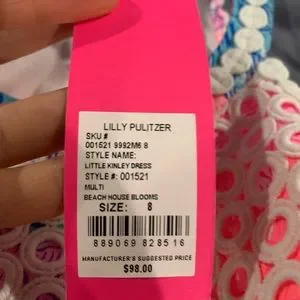 LILLY PULITZER
SKU #
001521 9992M6 8
STYLE NAME:
LITTLE KINLEY DRESS
STYLE #: 001521
MULTI
BEACH HOUSE BLOOMS
SIZE: 8
889069 828516
MANUFACTURER'S SUGGESTED PRICE
$98.00